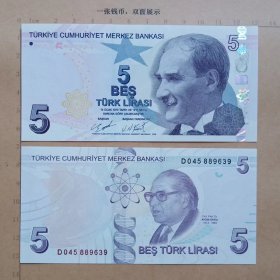 一张钱币，双面展示
TÜRKİYE CUMHURİYET MERKEZ BANKASI
5
BEŞ
TÜRK LİRASI
5
TÜRKİYE CUMHURİYET MERKEZ BANKASI
5
D045 889639
D045 889639
5
BEŞ TÜRK LİRASI
5